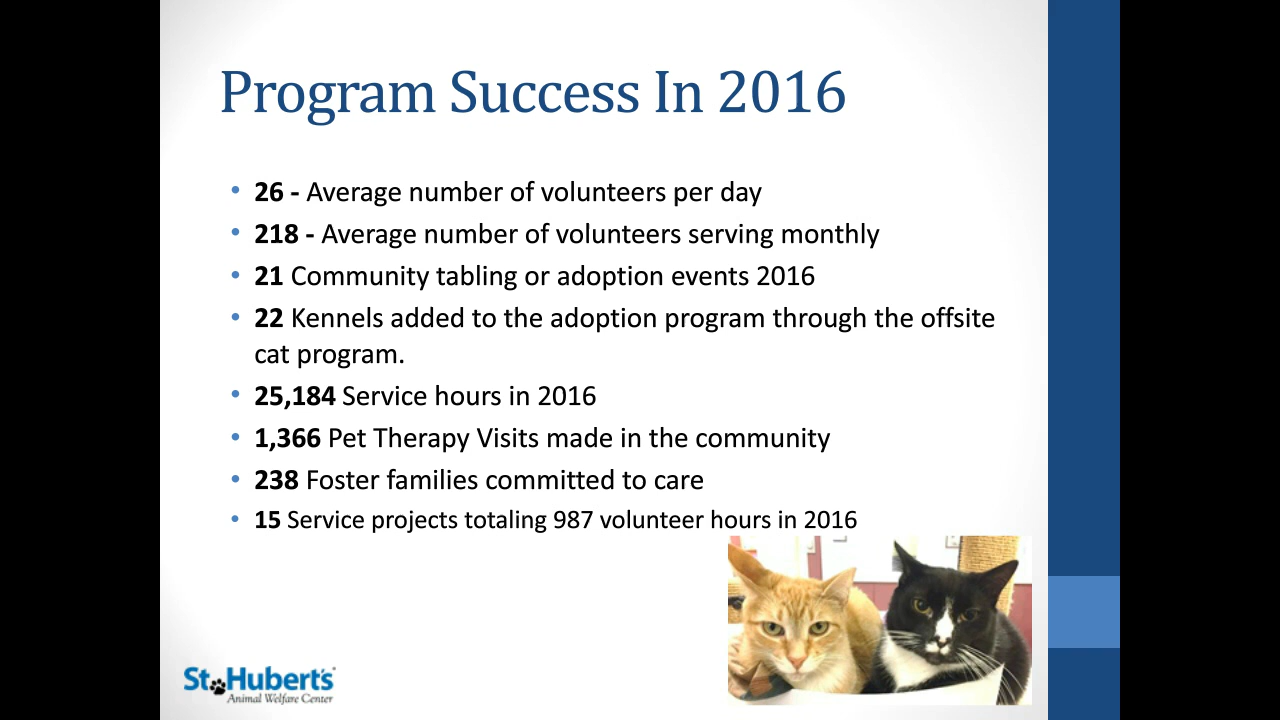 Program Success In 2016
• 26 - Average number of volunteers per day
• 218 - Average number of volunteers serving monthly
• 21 Community tabling or adoption events 2016
• 22 Kennels added to the adoption program through the offsite
cat program.
• 25,184 Service hours in 2016
• 1,366 Pet Therapy Visits made in the community
• 238 Foster families committed to care
• 15 Service projects totaling 987 volunteer hours in 2016
St. Hubert's
Animal Welfare Center